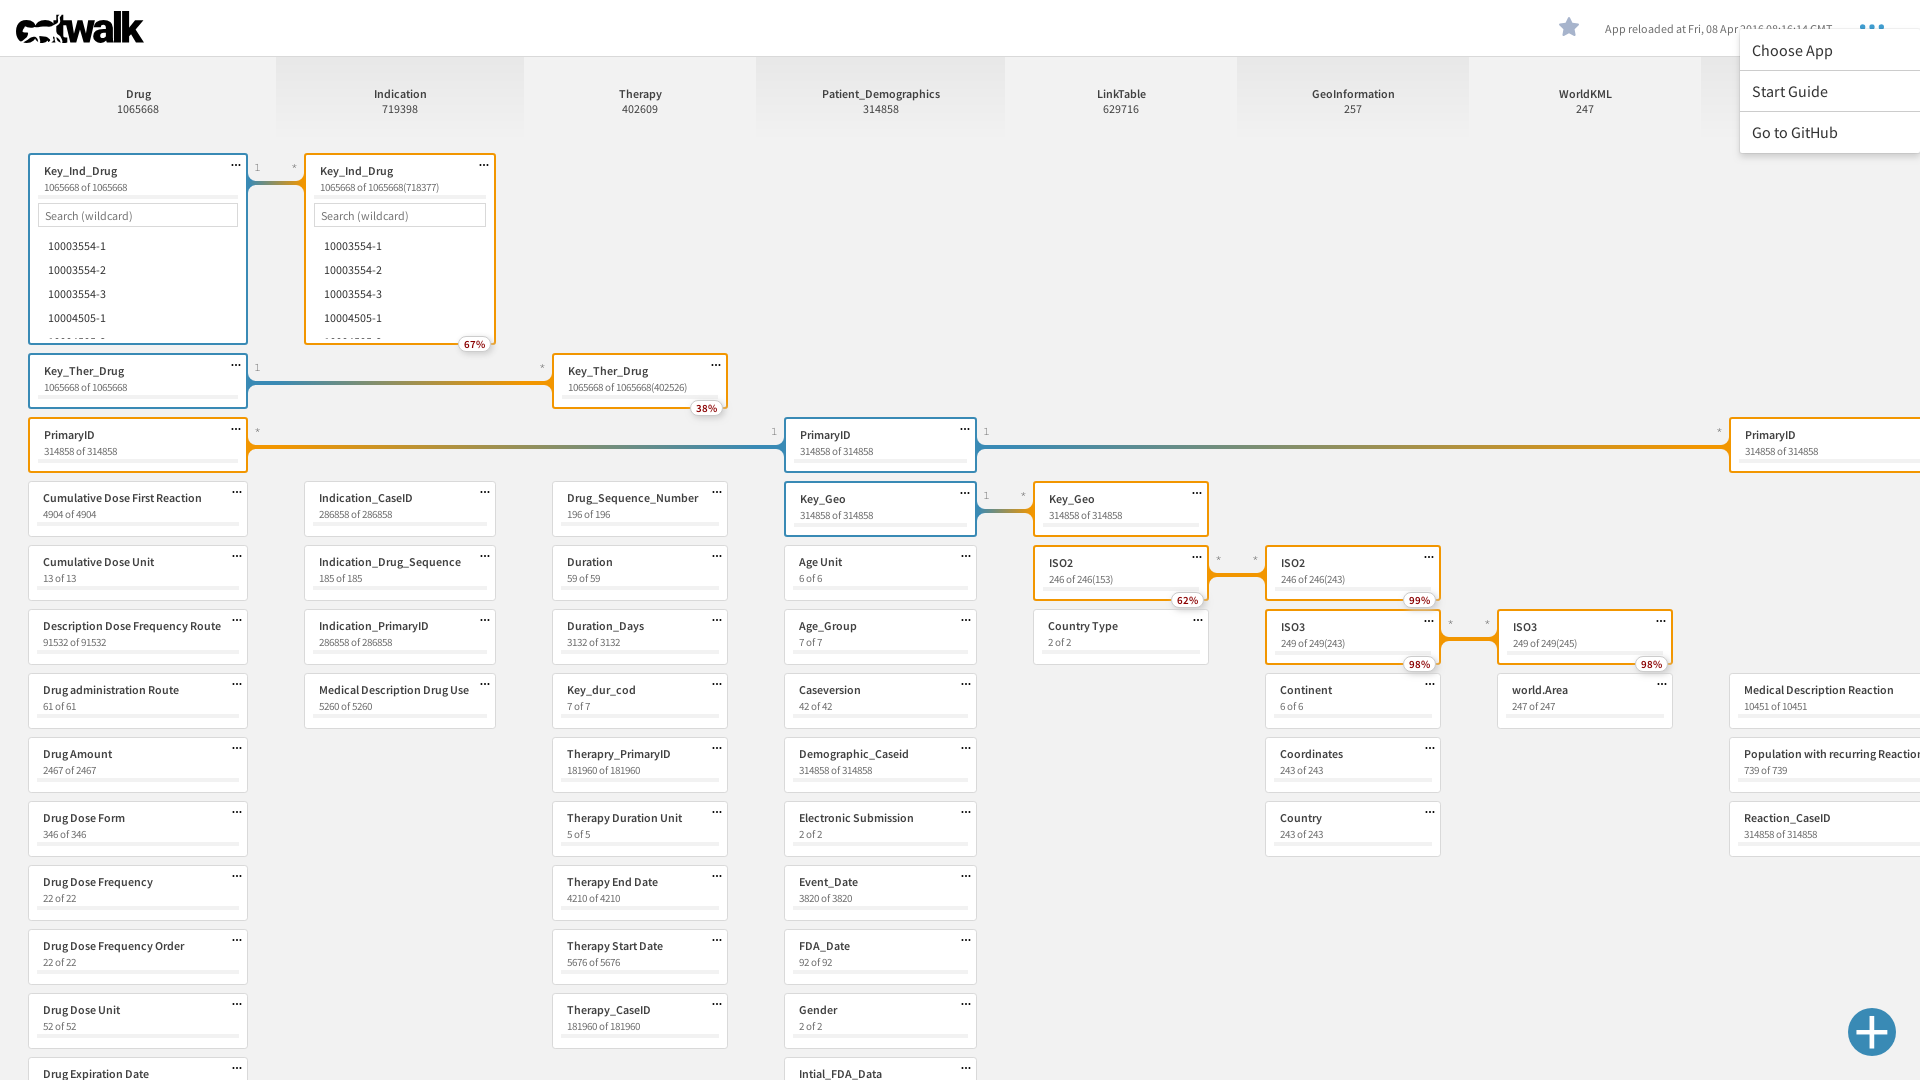 catwalk
App reloaded at Fri, 08 Apr 2016 08:16:14 GMT
Choose App
Start Guide
Go to GitHub
Drug
1065668
Indication
719398
Therapy
402609
Patient_Demographics
314858
LinkTable
629716
GeoInformation
257
WorldKML
247
Key_Ind_Drug
1065668 of 1065668
Search (wildcard)
10003554-1
10003554-2
10003554-3
10004505-1
1
*
Key_Ind_Drug
1065668 of 1065668(718377)
Search (wildcard)
10003554-1
10003554-2
10003554-3
10004505-1
67%
Key_Ther_Drug
1065668 of 1065668
1
*
Key_Ther_Drug
1065668 of 1065668(402526)
38%
PrimaryID
314858 of 314858
*
1
PrimaryID
314858 of 314858
1
*
PrimaryID
314858 of 314858
Cumulative Dose First Reaction
4904 of 4904
Indication_CaseID
286858 of 286858
Drug_Sequence_Number
196 of 196
Key_Geo
314858 of 314858
1
*
Key_Geo
314858 of 314858
Cumulative Dose Unit
13 of 13
Indication_Drug_Sequence
185 of 185
Duration
59 of 59
Age Unit
6 of 6
ISO2
246 of 246(153)
62%
*
*
ISO2
246 of 246(243)
99%
Description Dose Frequency Route
91532 of 91532
Indication_PrimaryID
286858 of 286858
Duration_Days
3132 of 3132
Age_Group
7 of 7
Country Type
2 of 2
ISO3
249 of 249(243)
98%
*
*
ISO3
249 of 249(245)
98%
Drug administration Route
61 of 61
Medical Description Drug Use
5260 of 5260
Key_dur_cod
7 of 7
Caseversion
42 of 42
Continent
6 of 6
world.Area
247 of 247
Medical Description Reaction
10451 of 10451
Drug Amount
2467 of 2467
Therapry_PrimaryID
181960 of 181960
Demographic_Caseid
314858 of 314858
Coordinates
243 of 243
Population with recurring Reaction
739 of 739
Drug Dose Form
346 of 346
Therapy Duration Unit
5 of 5
Electronic Submission
2 of 2
Country
243 of 243
Reaction_CaseID
314858 of 314858
Drug Dose Frequency
22 of 22
Therapy End Date
4210 of 4210
Event_Date
3820 of 3820
Drug Dose Frequency Order
22 of 22
Therapy Start Date
5676 of 5676
FDA_Date
92 of 92
Drug Dose Unit
52 of 52
Therapy_CaseID
181960 of 181960
Gender
2 of 2
Drug Expiration Date
Intial_FDA_Data